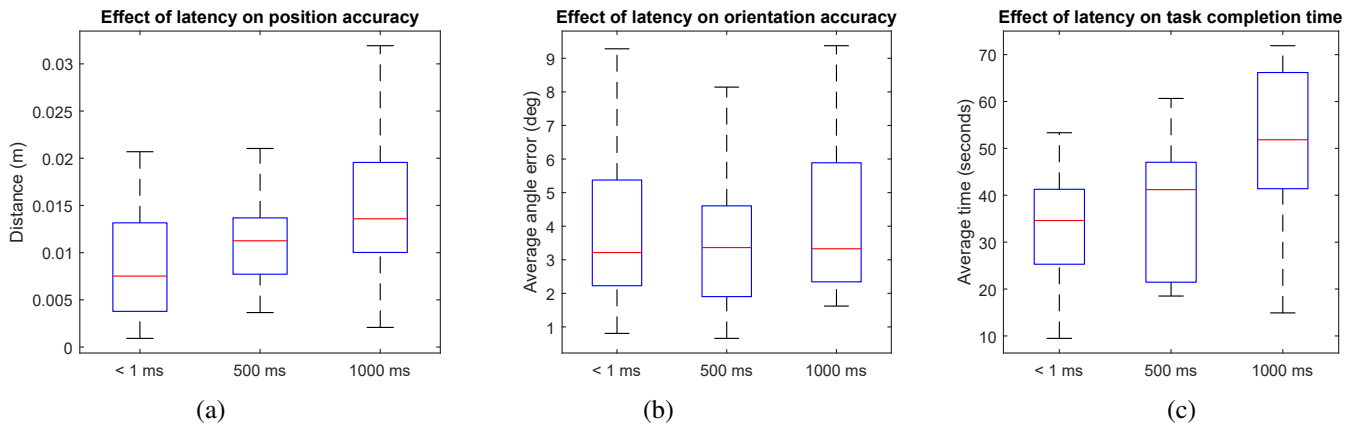 Effect of latency on position accuracy
Distance (m)
0.03
0.025
0.02
0.015
0.01
0.005
0
< 1 ms 500 ms 1000 ms
(a)
Effect of latency on orientation accuracy
Average angle error (deg)
9
8
7
6
5
4
3
2
1
< 1 ms 500 ms 1000 ms
(b)
Effect of latency on task completion time
Average time (seconds)
70
60
50
40
30
20
10
< 1 ms 500 ms 1000 ms
(c)